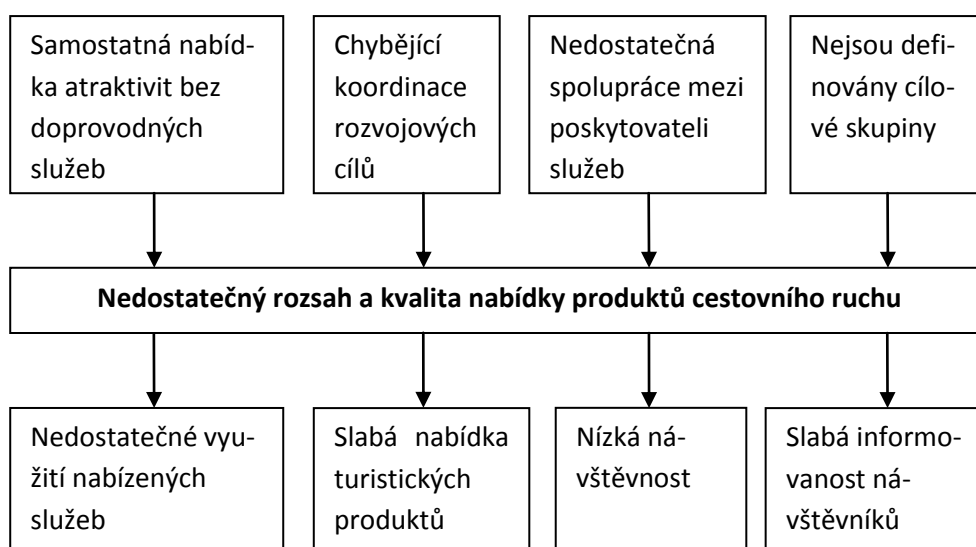 Samostatná nabíd-
ka atraktivit bez
doprovodných
služeb
Chybějící
koordinace
rozvojových
cílů
Nedostatečná
spolupráce mezi
poskytovateli
služeb
Nejsou defi-
novány cílo-
vé skupiny
Nedostatečný rozsah a kvalita nabídky produktů cestovního ruchu
Nedostatečné vyu-
žití nabízených
služeb
Slabá nabídka
turistických
produktů
Nízká ná-
vštěvnost
Slabá informo-
vanost ná-
vštěvníků